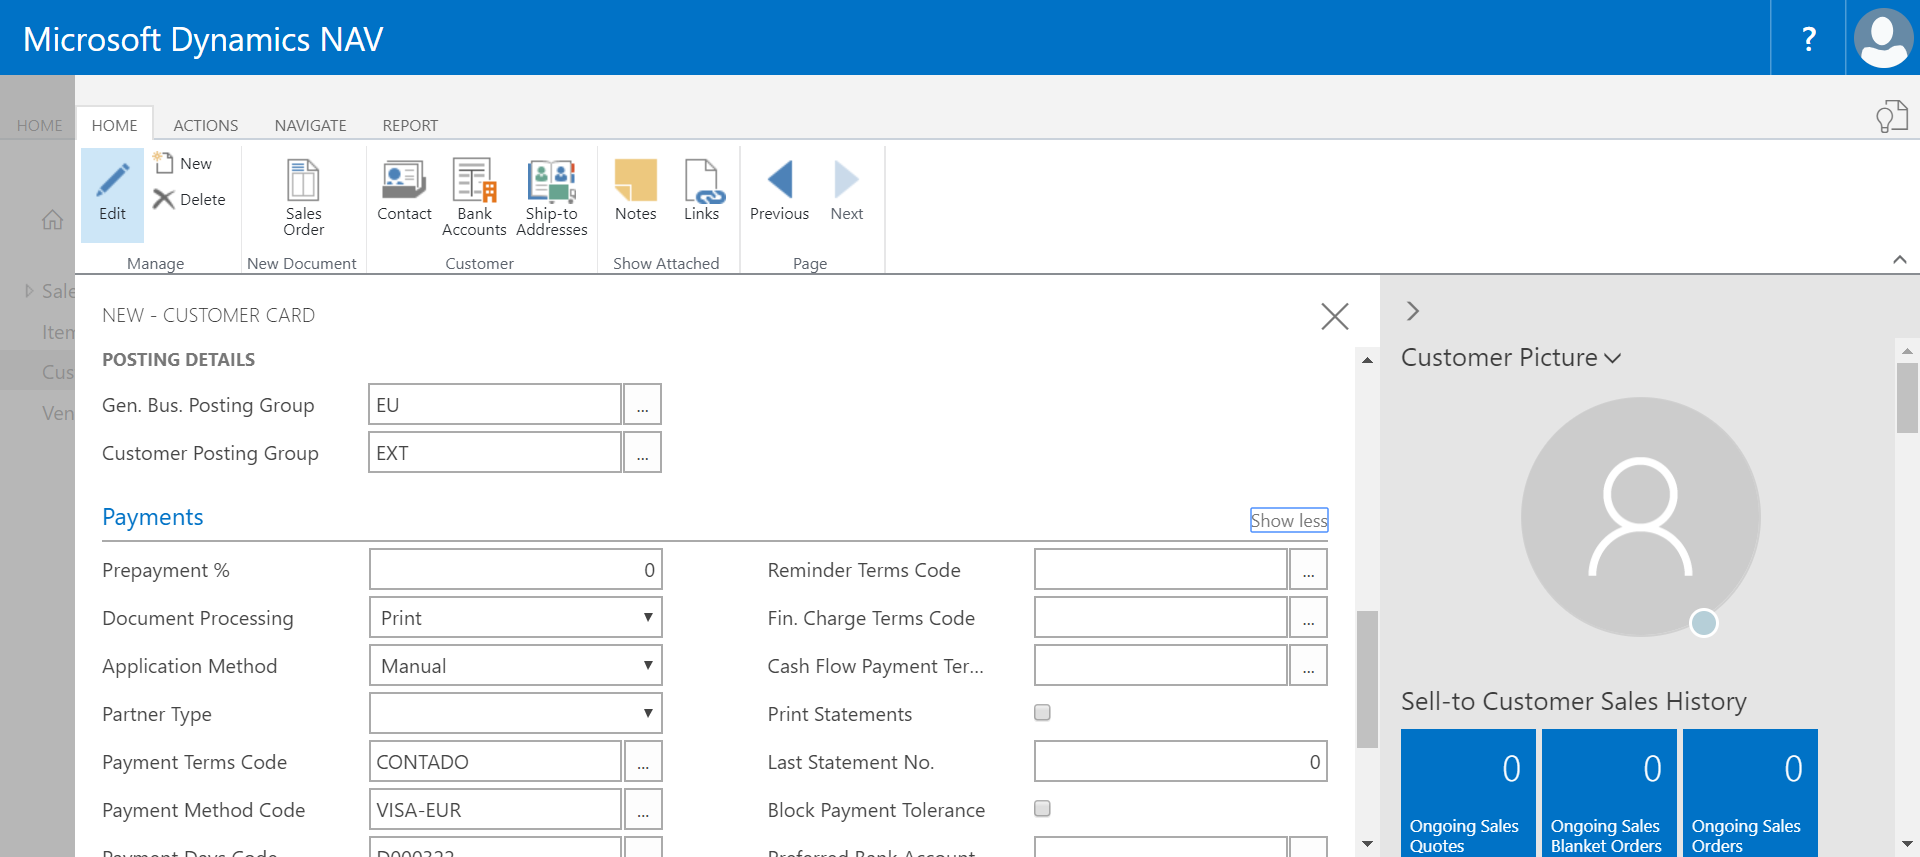 Microsoft Dynamics NAV
?
HOME
HOME
ACTIONS
NAVIGATE
REPORT
Edit
New
Delete
Manage
Sales
Order
New Document
Contact
Bank
Accounts
Ship-to
Addresses
Customer
Notes
Links
Show Attached
Previous
Next
Page
Sale
Item
Cus
Ven
NEW - CUSTOMER CARD
POSTING DETAILS
Gen. Bus. Posting Group
EU
...
Customer Posting Group
EXT
...
Payments
Show less
Prepayment %
0
Document Processing
Print
Application Method
Manual
Partner Type
Payment Terms Code
CONTADO
...
Payment Method Code
VISA-EUR
...
Payment Days Code
D000322
Reminder Terms Code
...
Fin. Charge Terms Code
...
Cash Flow Payment Ter...
...
Print Statements
Last Statement No.
0
Block Payment Tolerance
Preferred Bank Account
Customer Picture
Sell-to Customer Sales History
0
Ongoing Sales
Quotes
0
Ongoing Sales
Blanket Orders
0
Ongoing Sales
Orders